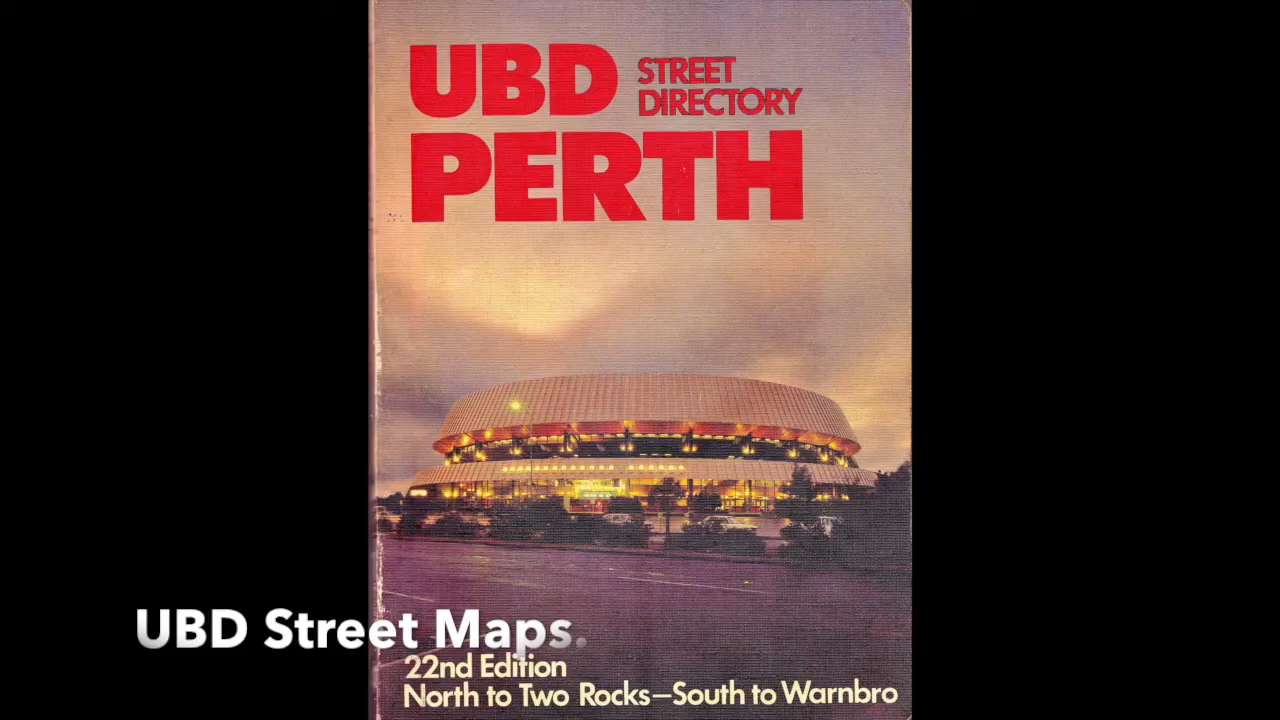 UBD STREET
DIRECTORY
PERTH
UBD Street Maps.
22nd Edition
North to Two Rocks–South to Warnbro